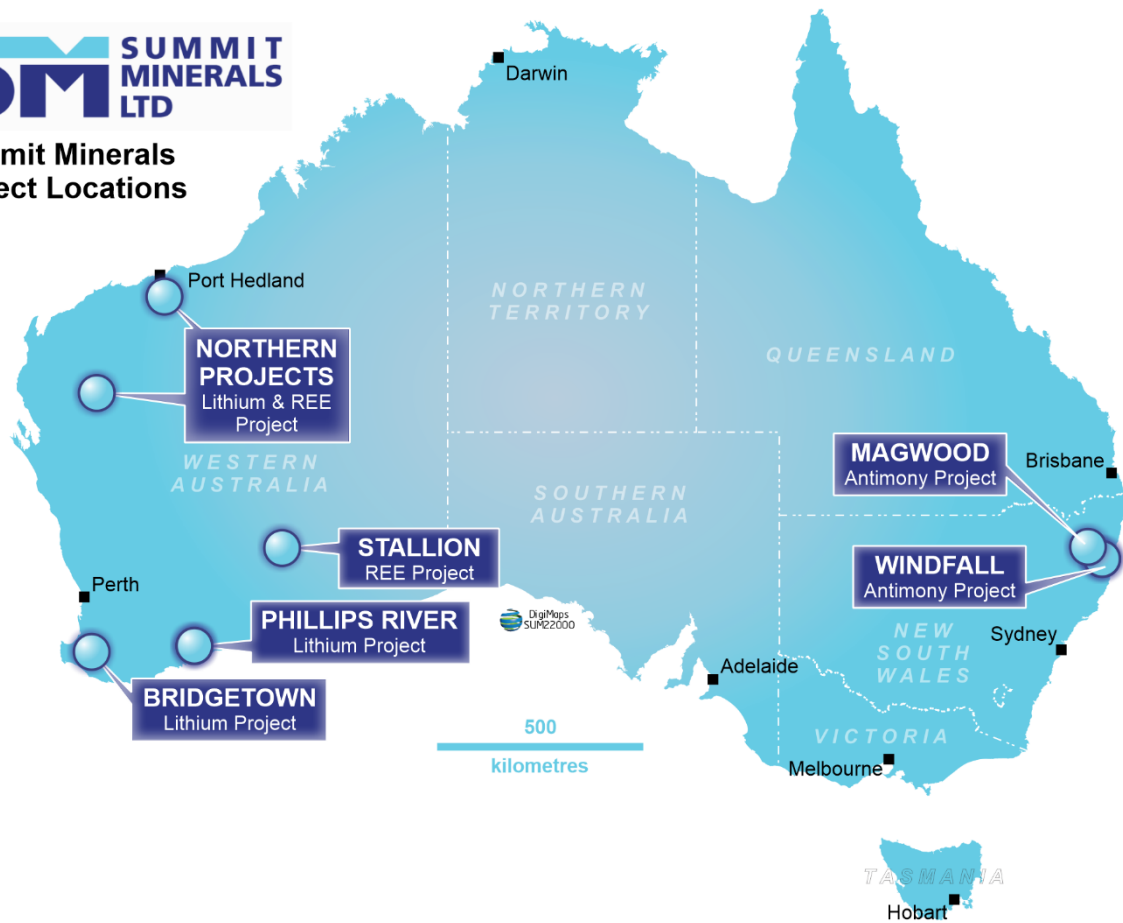 SUMMIT
MINERALS
LTD
mit Minerals
ect Locations
Darwin
Port Hedland
NORTHERN
TERRITORY
QUEENSLAND
NORTHERN
PROJECTS
Lithium & REE
Project
WESTERN
AUSTRALIA
SOUTHERN
AUSTRALIA
MAGWOOD
Antimony Project
Brisbane
STALLION
REE Project
WINDFALL
Antimony Project
Perth
PHILLIPS RIVER
Lithium Project
DigiMaps
SUM22000
NEW
SOUTH
WALES
Sydney
Adelaide
BRIDGETOWN
Lithium Project
500
kilometres
VICTORIA
Melbourne
TASMANIA
Hobart